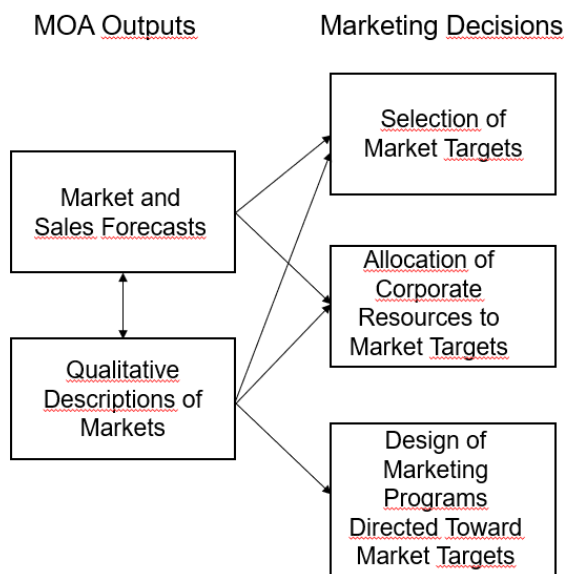 MOA Outputs
Marketing Decisions
Selection of
Market Targets
Market and
Sales Forecasts
Allocation of
Corporate
Resources to
Market Targets
Qualitative
Descriptions of
Markets
Design of
Marketing
Programs
Directed Toward
Market Targets